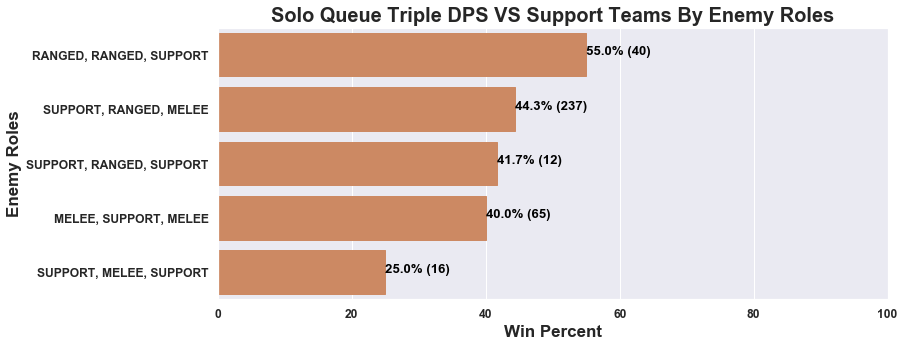 Solo Queue Triple DPS VS Support Teams By Enemy Roles
Enemy Roles
RANGED, RANGED, SUPPORT
55.0% (40)
SUPPORT, RANGED, MELEE
44.3% (237)
SUPPORT, RANGED, SUPPORT
41.7% (12)
MELEE, SUPPORT, MELEE
40.0% (65)
SUPPORT, MELEE, SUPPORT
25.0% (16)
0 20 40 60 80 100
Win Percent